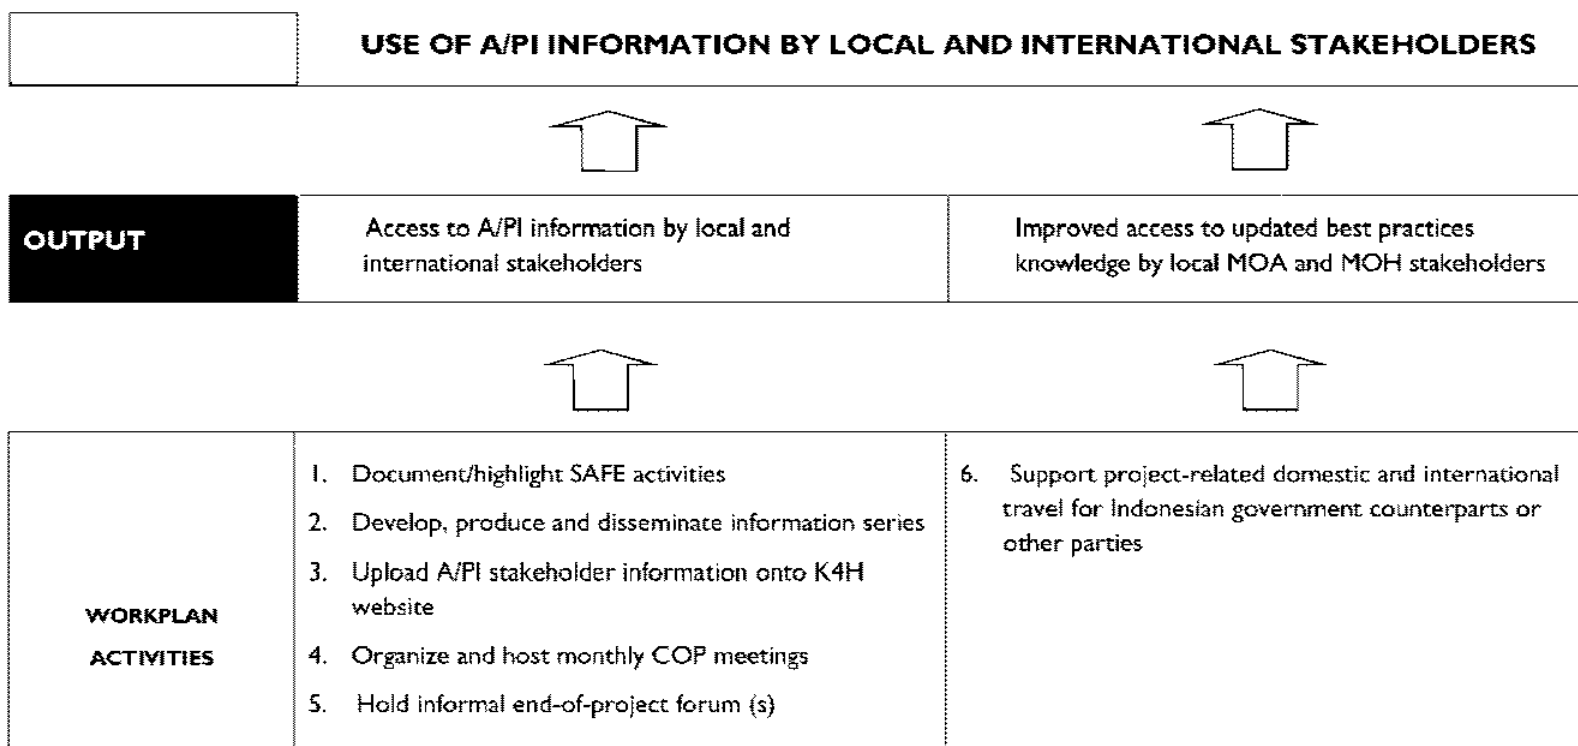 USE OF A/PI INFORMATION BY LOCAL AND INTERNATIONAL STAKEHOLDERS
OUTPUT
Access to A/PI information by local and
international stakeholders
Improved access to updated best practices
knowledge by local MOA and MOH stakeholders
WORKPLAN
ACTIVITIES
1. Document/highlight SAFE activities
2. Develop, produce and disseminate information series
3. Upload A/PI stakeholder information onto K4H
website
4. Organize and host monthly COP meetings
5. Hold informal end-of-project forum (s)
6. Support project-related domestic and international
travel for Indonesian government counterparts or
other parties